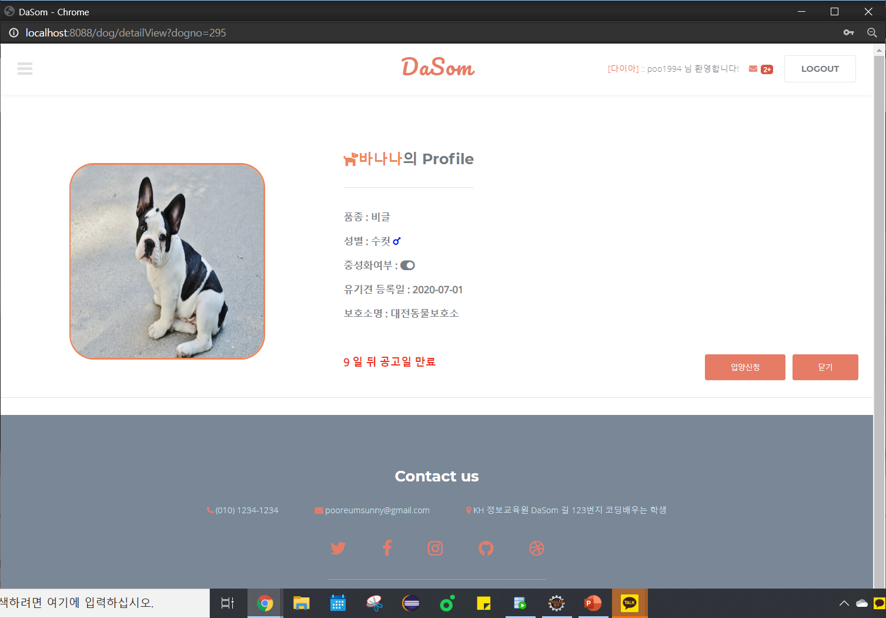 DaSom - Chrome
localhost:8088/dog/detailView?dogno=295
DaSom
[다이아] :: poo1994 님 환영합니다!
2+
LOGOUT
바나나의 Profile
품종 : 비글
성별 : 수컷
중성화여부 :
유기견 등록일 : 2020-07-01
보호소명 : 대전동물보호소
9 일 뒤 공고일 만료
입양신청
닫기
Contact us
(010) 1234-1234
pooreumsunny@gmail.com
KH 정보교육원 DaSom 길 123번지 코딩배우는 학생
색하려면 여기에 입력하십시오.
TALK